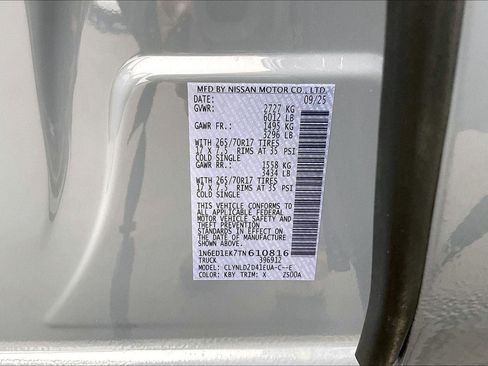 MFD BY NISSAN MOTOR CO., LTD.
DATE: 09/25
GVWR: 2727 KG
6012 LB
GAWR FR.: 1495 KG
3296 LB
WITH 265/70R17 TIRES
17 X 7.5 RIMS AT 35 PSI
COLD SINGLE
GAWR RR.: 1558 KG
3434 LB
WITH 265/70R17 TIRES
17 X 7.5 RIMS AT 35 PSI
COLD SINGLE
THIS VEHICLE CONFORMS TO
ALL APPLICABLE FEDERAL
MOTOR VEHICLE SAFETY AND
THEFT PREVENTION
STANDARDS IN EFFECT ON THE
DATE OF MANUFACTURE
SHOWN ABOVE.
1N6ED1EK7TN610816
TRUCK 396912
MODEL: CLYNLD2D41EUA-C--E
COLOR: KBY TRIM: X 2500A